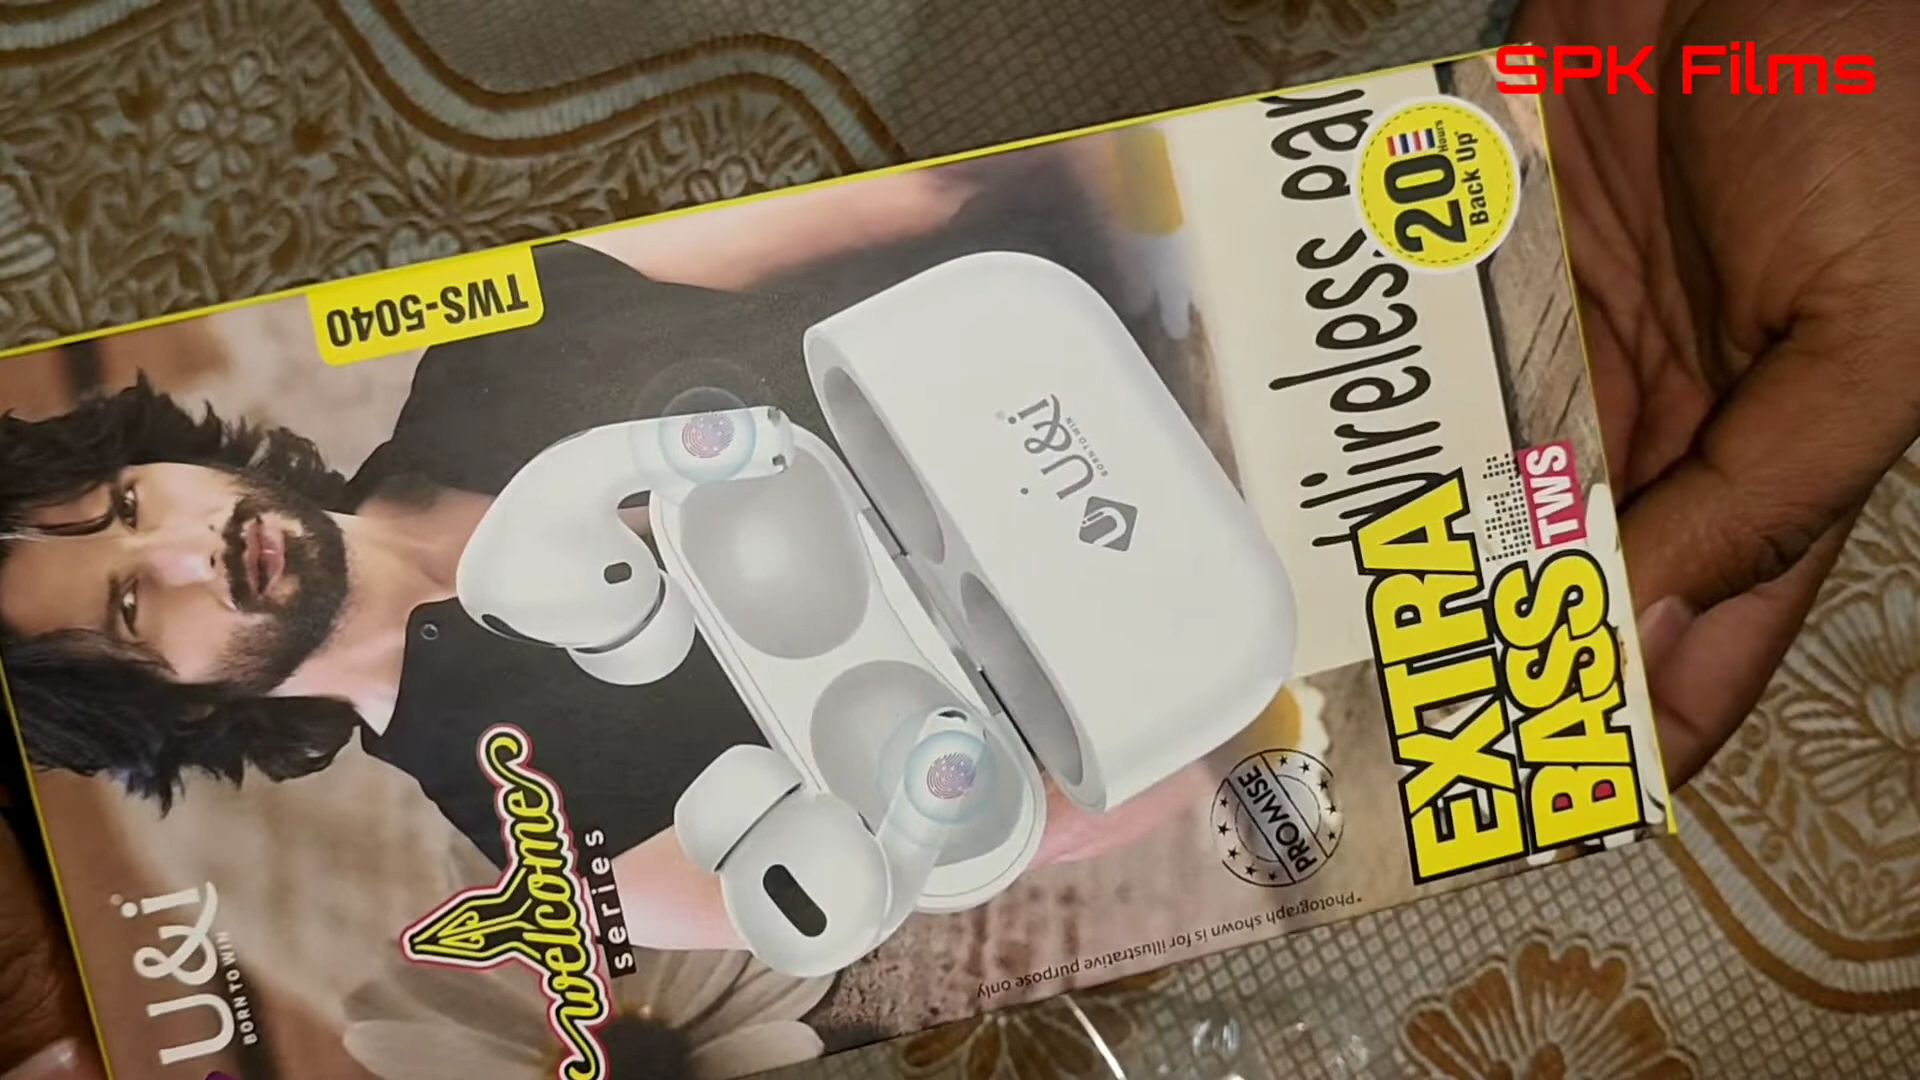 SPK Films
U&i
BORN TO WIN
welcome
series
TWS-5040
U&i
BORN TO WIN
20 Hours
Back Up*
Wireless par
EXTRA
BASS TWS
PROMISE
*Photograph shown is for illustrative purpose only